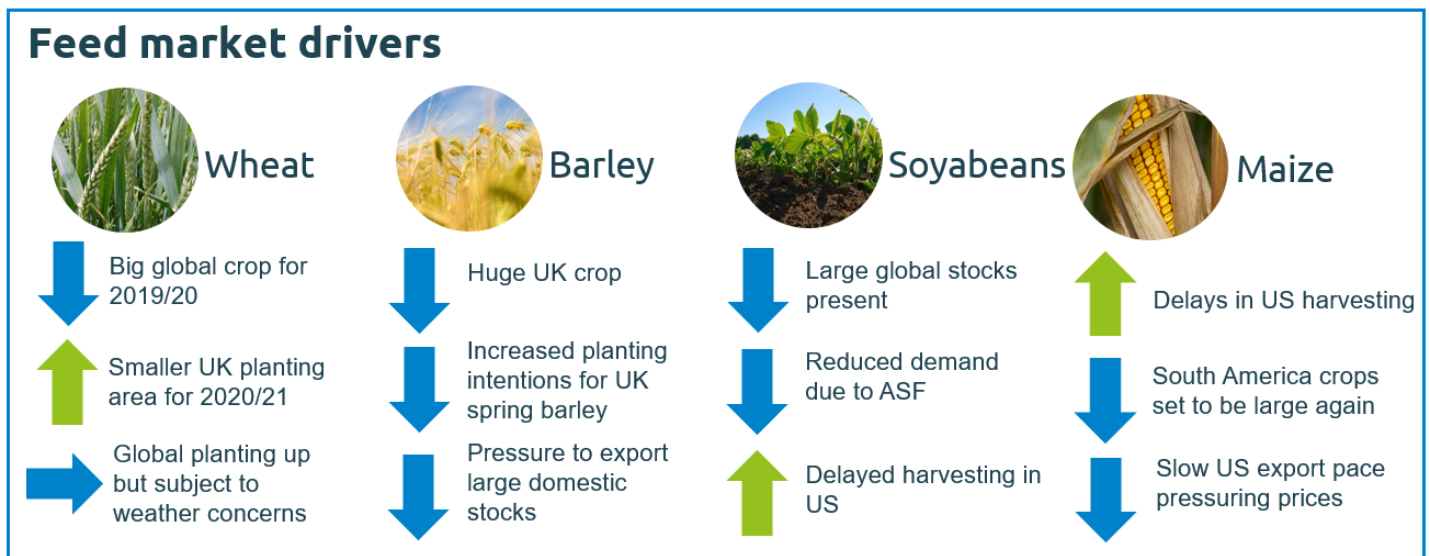 Feed market drivers
Wheat
Big global crop for
2019/20
Smaller UK planting
area for 2020/21
Global planting up
but subject to
weather concerns
Barley
Huge UK crop
Increased planting
intentions for UK
spring barley
Pressure to export
large domestic
stocks
Soyabeans
Large global stocks
present
Reduced demand
due to ASF
Delayed harvesting in
US
Maize
Delays in US harvesting
South America crops
set to be large again
Slow US export pace
pressuring prices